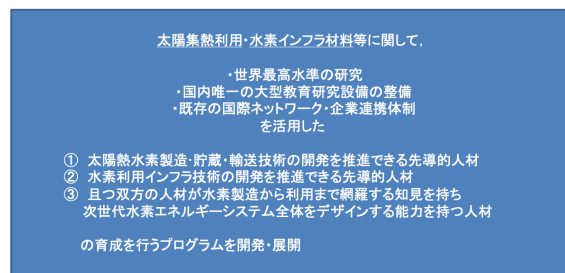 太陽集熱利用・水素インフラ材料等に関して,
・世界最高水準の研究
・国内唯一の大型教育研究設備の整備
・既存の国際ネットワーク・企業連携体制
を活用した
① 太陽熱水素製造・貯蔵・輸送技術の開発を推進できる先導的人材
② 水素利用インフラ技術の開発を推進できる先導的人材
③ 且つ双方の人材が水素製造から利用まで網羅する知見を持ち
次世代水素エネルギーシステム全体をデザインする能力を持つ人材
の育成を行うプログラムを開発・展開